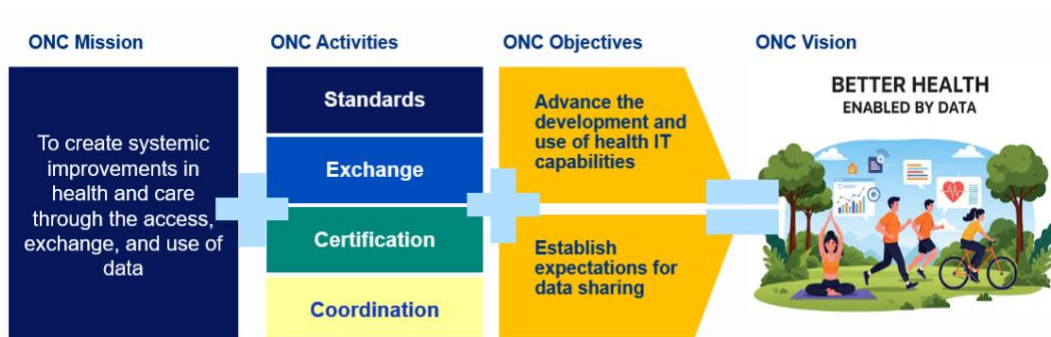 ONC Mission
To create systemic
improvements in
health and care
through the access,
exchange, and use of
data
ONC Activities
Standards
Exchange
Certification
Coordination
ONC Objectives
Advance the
development and
use of health IT
capabilities
Establish
expectations for
data sharing
ONC Vision
BETTER HEALTH
ENABLED BY DATA